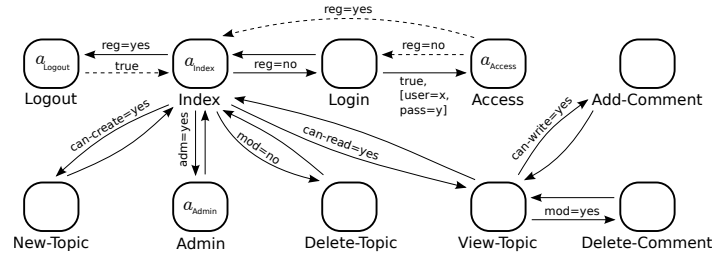 reg=yes
reg=yes
reg=no
a_Logout
a_Index
a_Access
true
reg=no
true,
[user=x,
pass=y]
Logout
Index
Login
Access
Add-Comment
can-create=yes
adm=yes
mod=no
can-read=yes
can-write=yes
a_Admin
mod=yes
New-Topic
Admin
Delete-Topic
View-Topic
Delete-Comment